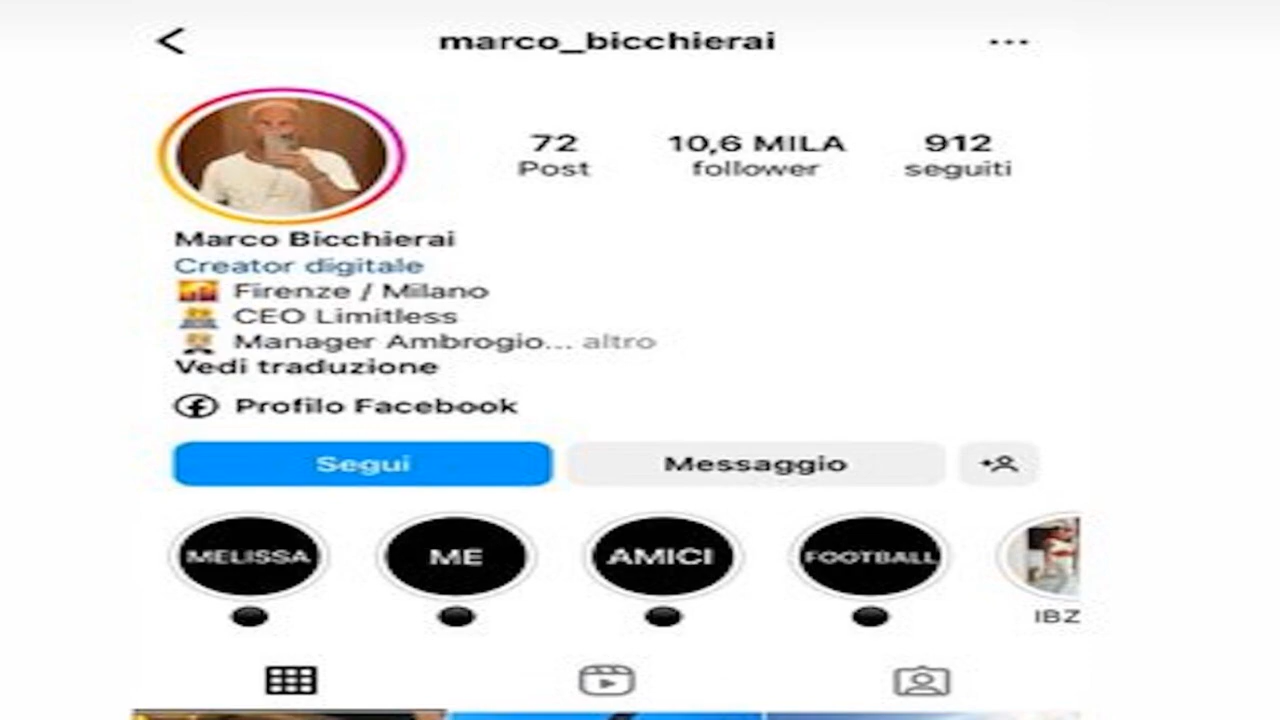 marco_bicchierai
72 10,6 MILA 912
Post follower seguiti
Marco Bicchierai
Creator digitale
Firenze / Milano
CEO Limitless
Manager Ambrogio... altro
Vedi traduzione
Profilo Facebook
Segui Messaggio
MELISSA ME AMICI FOOTBALL
IBZ